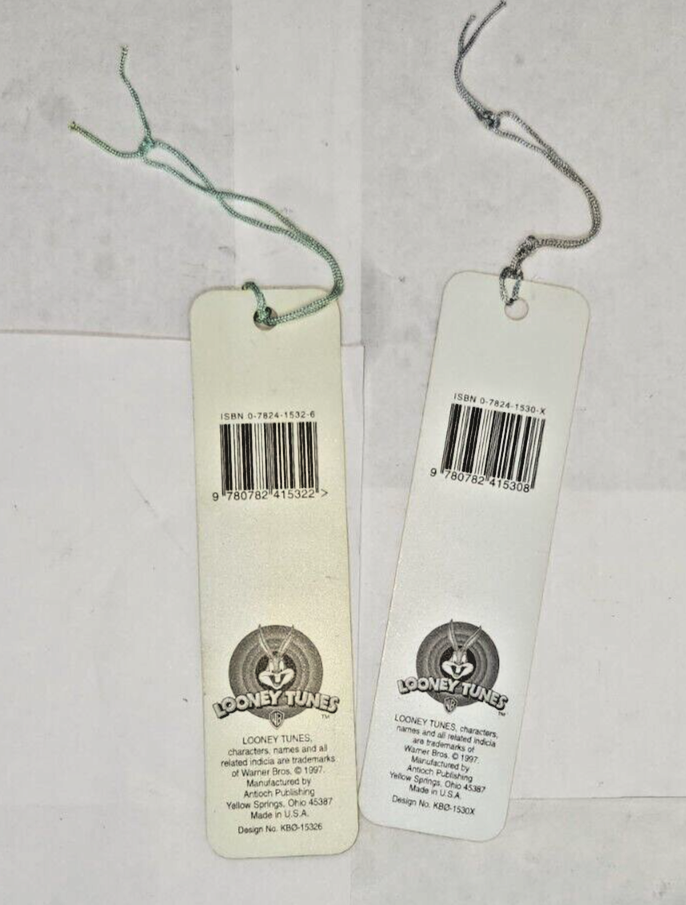 ISBN 0-7824-1532-6
9 780782 415322 >
LOONEY TUNES
WB
TM
LOONEY TUNES,
characters, names and all
related indicia are trademarks
of Warner Bros. © 1997.
Manufactured by
Antioch Publishing
Yellow Springs, Ohio 45387
Made in U.S.A.
Design No. KBØ-15326
ISBN 0-7824-1530-X
9 780782 415308
LOONEY TUNES
WB
TM
LOONEY TUNES, characters,
names and all related indicia
are trademarks of
Warner Bros. © 1997.
Manufactured by
Antioch Publishing
Yellow Springs, Ohio 45387
Made in U.S.A.
Design No. KBØ-1530X